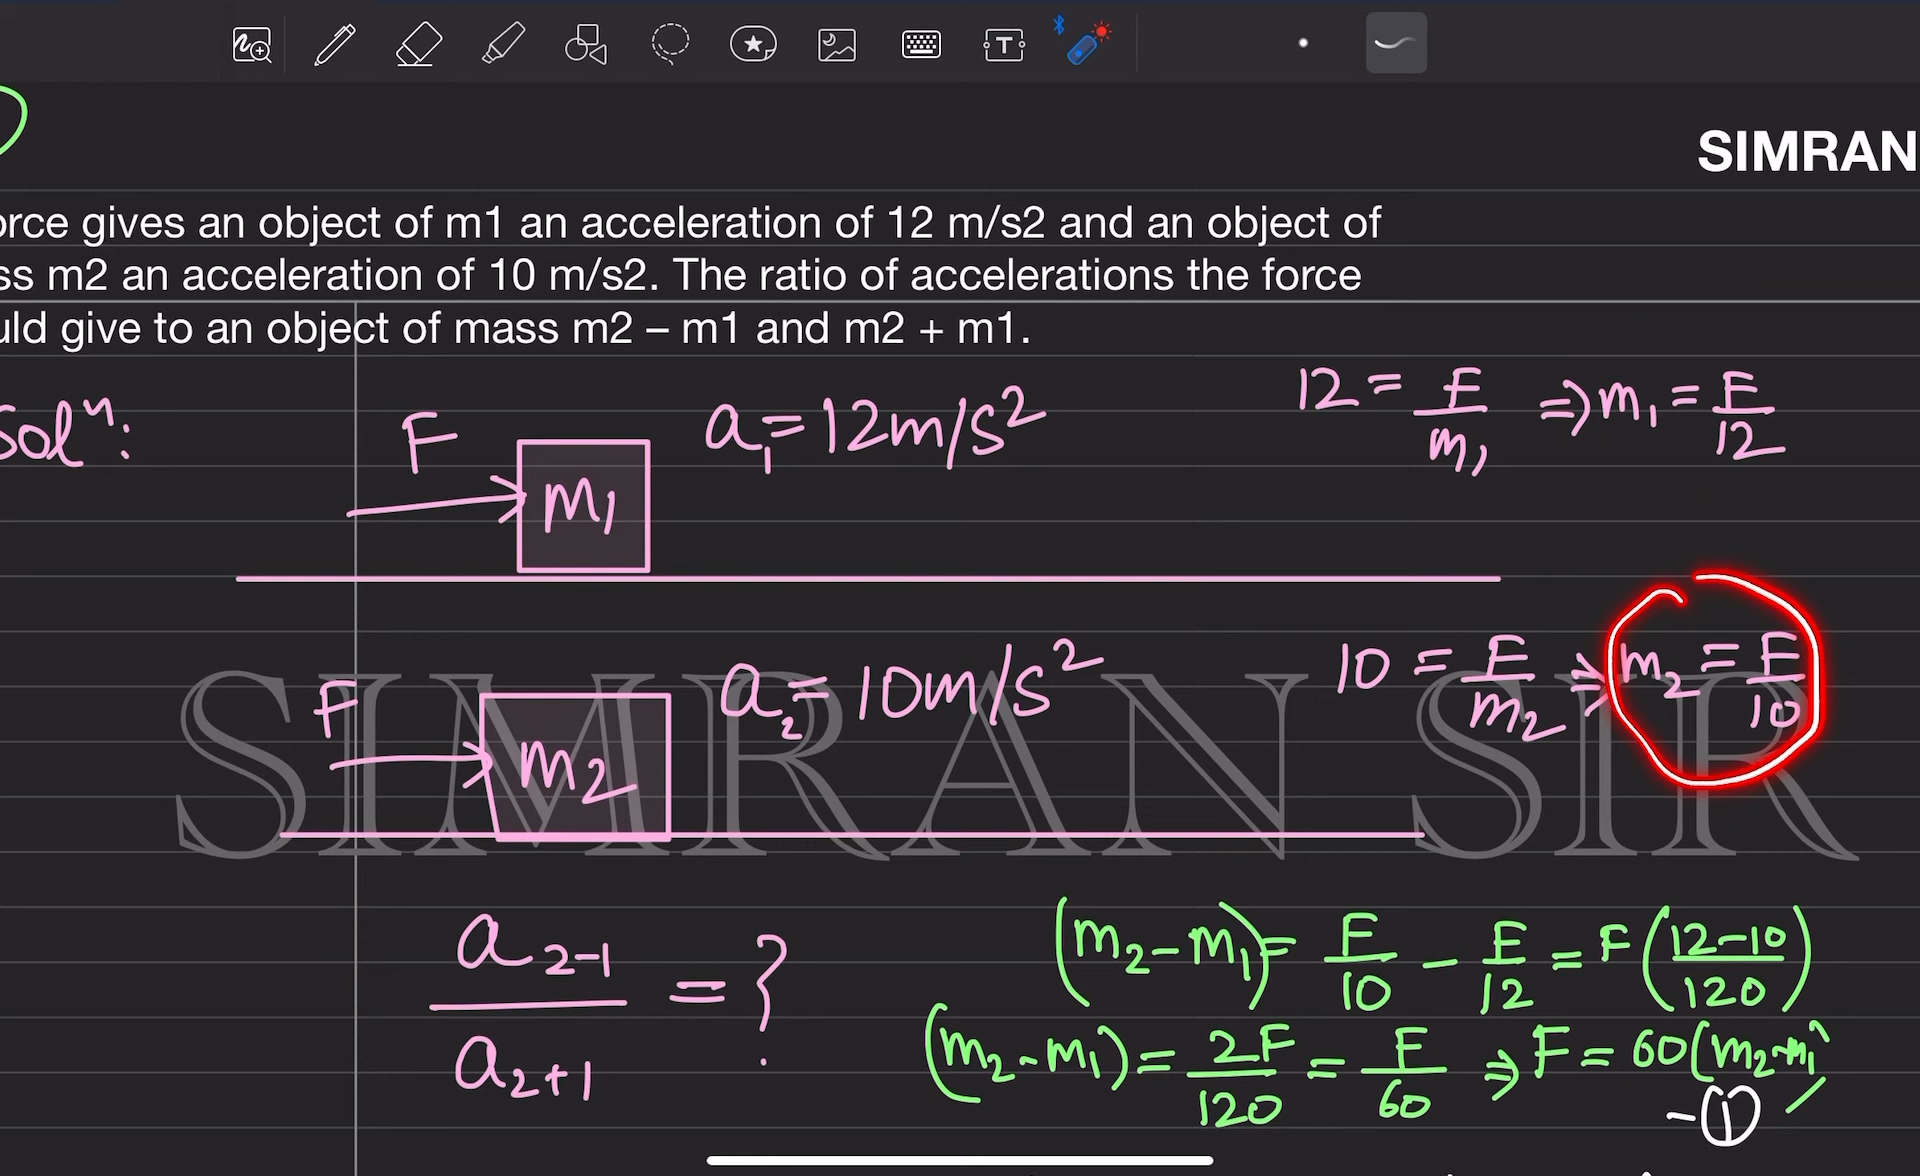 SIMRAN
orce gives an object of m1 an acceleration of 12 m/s2 and an object of
ss m2 an acceleration of 10 m/s2. The ratio of accelerations the force
uld give to an object of mass m2 – m1 and m2 + m1.
Solⁿ:
F m₁ a₁ = 12m/s² 12 = F/m₁ ⇒ m₁ = F/12
F m₂ a₂ = 10m/s² 10 = F/m₂ ⇒ m₂ = F/10
SIMRAN SIR
a₂₋₁/a₂₊₁ = ?
(m₂-m₁) = F/10 - F/12 = F(12-10/120)
(m₂-m₁) = 2F/120 = F/60 ⇒ F = 60(m₂-m₁)
-①